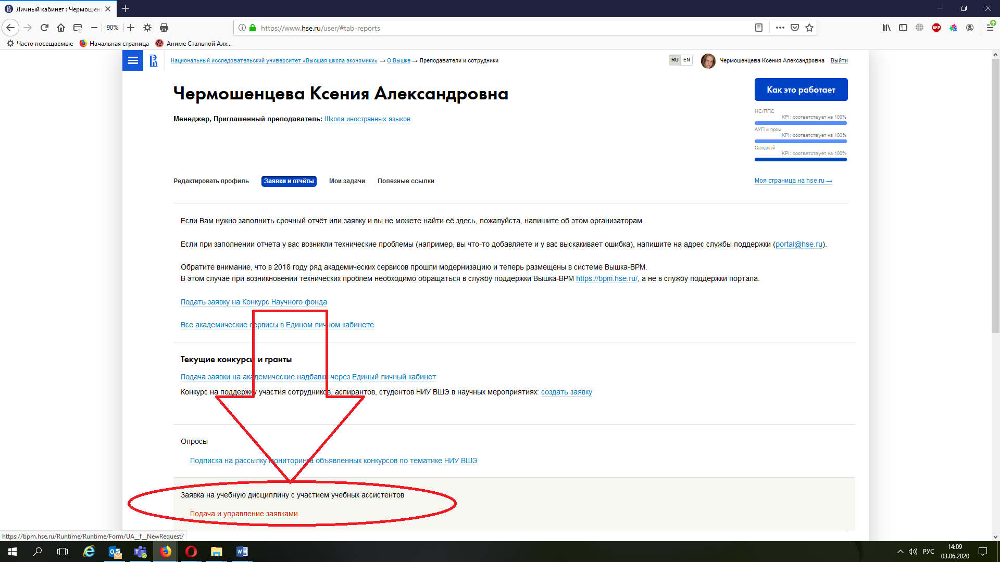 Личный кабинет : Чермошен
90%
https://www.hse.ru/user/#tab-reports
ABP
Часто посещаемые
Начальная страница
Аниме Стальной Алх...
Национальный исследовательский университет «Высшая школа экономики» → О Вышке → Преподаватели и сотрудники
RU EN
Чермошенцева Ксения Александровна
Выйти
Чермошенцева Ксения Александровна
Как это работает
Менеджер, Приглашенный преподаватель: Школа иностранных языков
НС/ППС
KPI: соответствует на 100%
АУП и проч.
KPI: соответствует на 100%
Сводный
KPI: соответствует на 100%
Редактировать профиль
Заявки и отчёты
Мои задачи
Полезные ссылки
Моя страница на hse.ru →
Если Вам нужно заполнить срочный отчёт или заявку и вы не можете найти её здесь, пожалуйста, напишите об этом организаторам.
Если при заполнении отчета у вас возникли технические проблемы (например, вы что-то добавляете и у вас выскакивает ошибка), напишите на адрес службы поддержки (portal@hse.ru).
Обратите внимание, что в 2018 году ряд академических сервисов прошли модернизацию и теперь размещены в системе Вышка-BPM.
В этом случае при возникновении технических проблем необходимо обращаться в службу поддержки Вышка-BPM https://bpm.hse.ru/, а не в службу поддержки портала.
Подать заявку на Конкурс Научного фонда
Все академические сервисы в Едином личном кабинете
Текущие конкурсы и гранты
Подача заявки на академические надбавки через Единый личный кабинет
Конкурс на поддержку участия сотрудников, аспирантов, студентов НИУ ВШЭ в научных мероприятиях: создать заявку
Опросы
Подписка на рассылку мониторинга объявленных конкурсов по тематике НИУ ВШЭ
Заявка на учебную дисциплину с участием учебных ассистентов
Подача и управление заявками
https://bpm.hse.ru/Runtime/Runtime/Form/UA__f__NewRequest/
РУС
14:09
03.06.2020